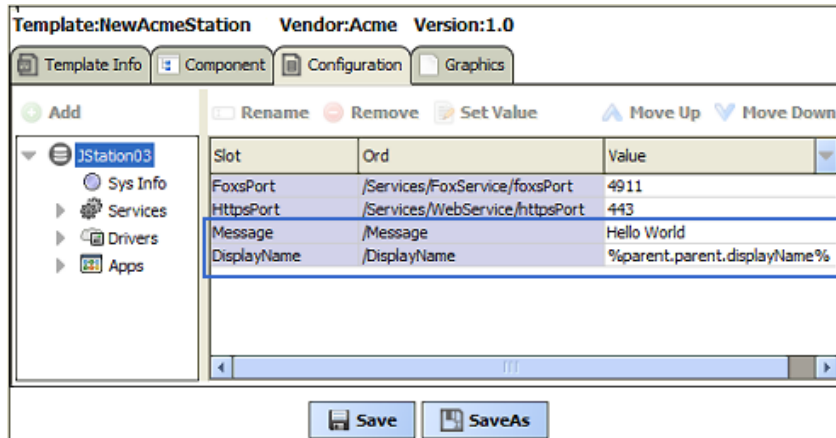 Template:NewAcmeStation Vendor:Acme Version:1.0
Template Info Component Configuration Graphics
Add Rename Remove Set Value Move Up Move Down
JStation03
Sys Info
Services
Drivers
Apps
Slot Ord Value
FoxsPort /Services/FoxService/foxsPort 4911
HttpsPort /Services/WebService/httpsPort 443
Message /Message Hello World
DisplayName /DisplayName %parent.parent.displayName%
Save SaveAs